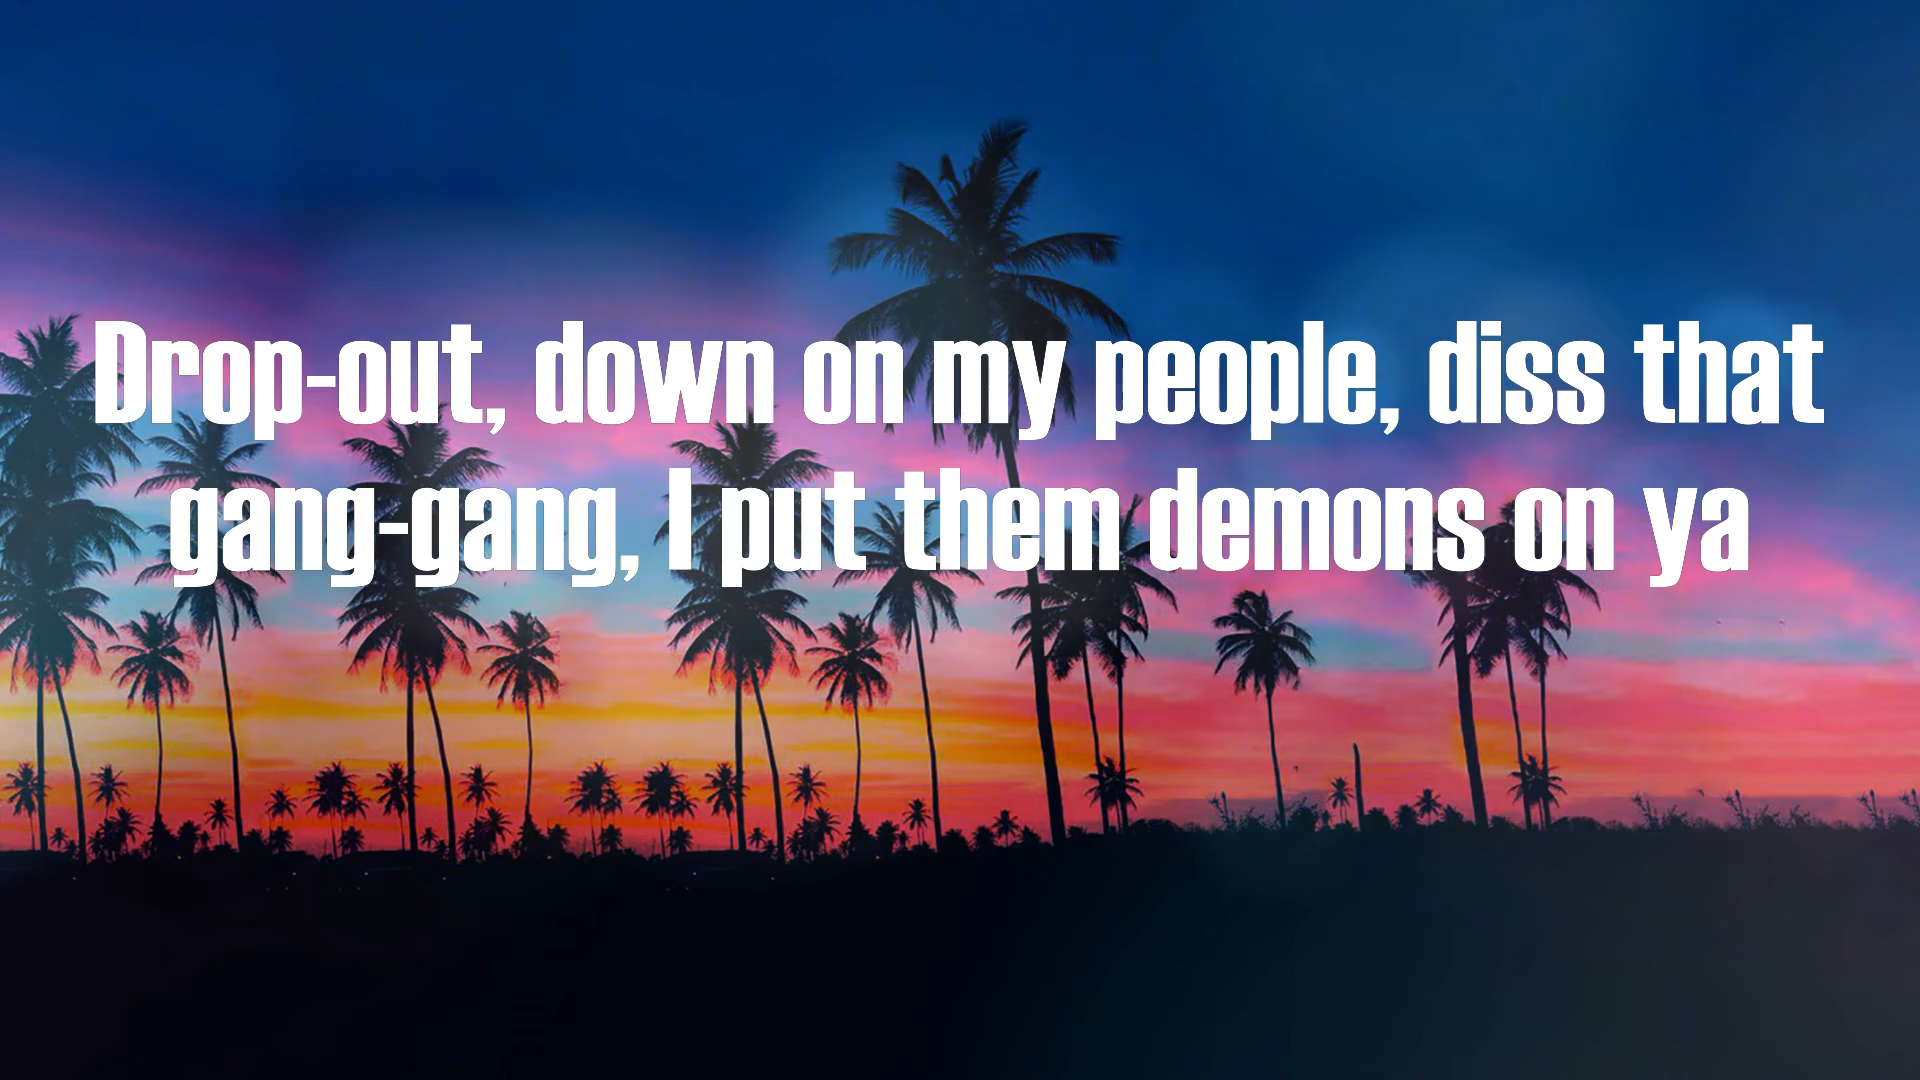 Drop-out, down on my people, diss that
gang-gang, I put them demons on ya